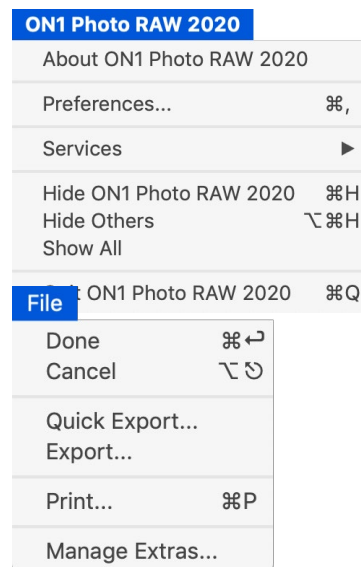 ON1 Photo RAW 2020
About ON1 Photo RAW 2020
Preferences... ⌘,
Services ▶
Hide ON1 Photo RAW 2020 ⌘H
Hide Others ⌥⌘H
Show All
ON1 Photo RAW 2020 ⌘Q
File
Done ⌘↩
Cancel ⌥⎋
Quick Export...
Export...
Print... ⌘P
Manage Extras...